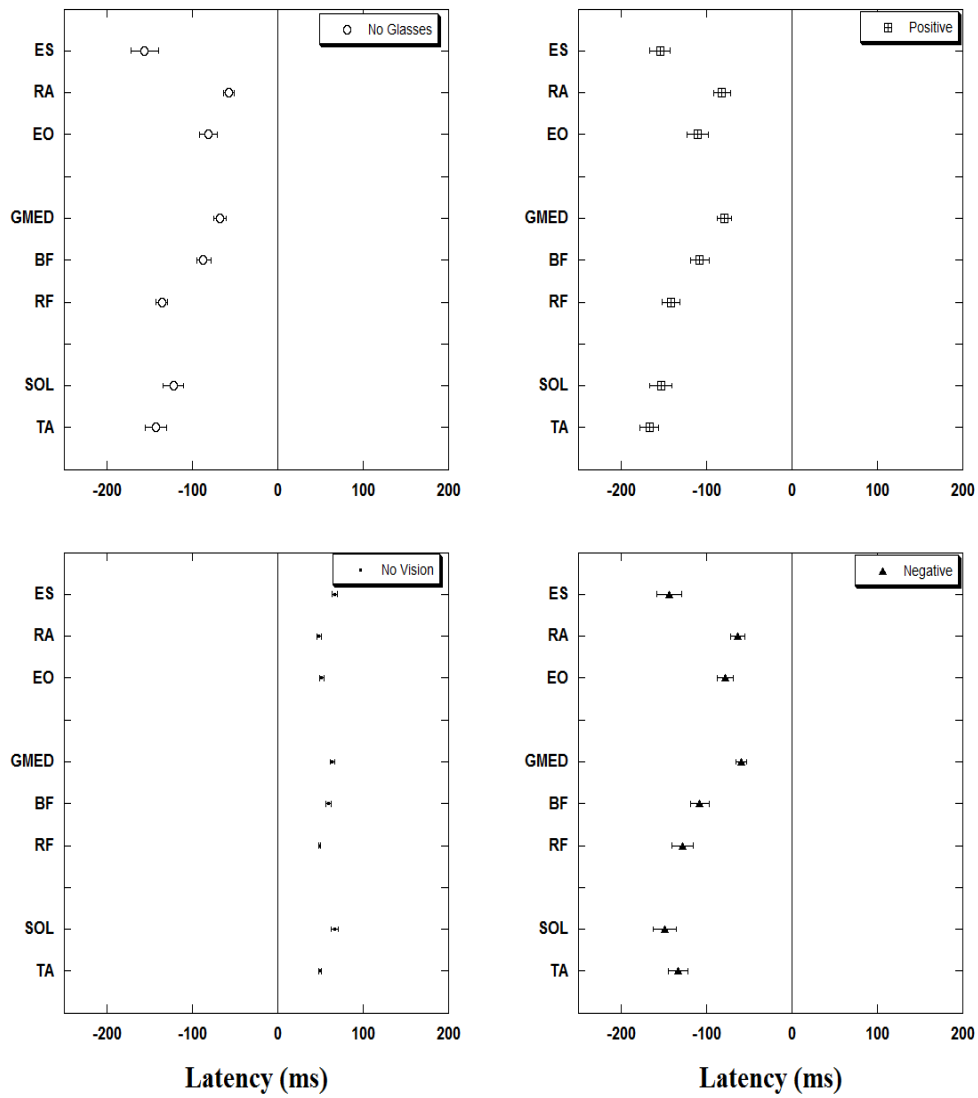 No Glasses
ES
RA
EO
GMED
BF
RF
SOL
TA
-200 -100 0 100 200
Positive
ES
RA
EO
GMED
BF
RF
SOL
TA
-200 -100 0 100 200
No Vision
ES
RA
EO
GMED
BF
RF
SOL
TA
-200 -100 0 100 200
Latency (ms)
Negative
ES
RA
EO
GMED
BF
RF
SOL
TA
-200 -100 0 100 200
Latency (ms)